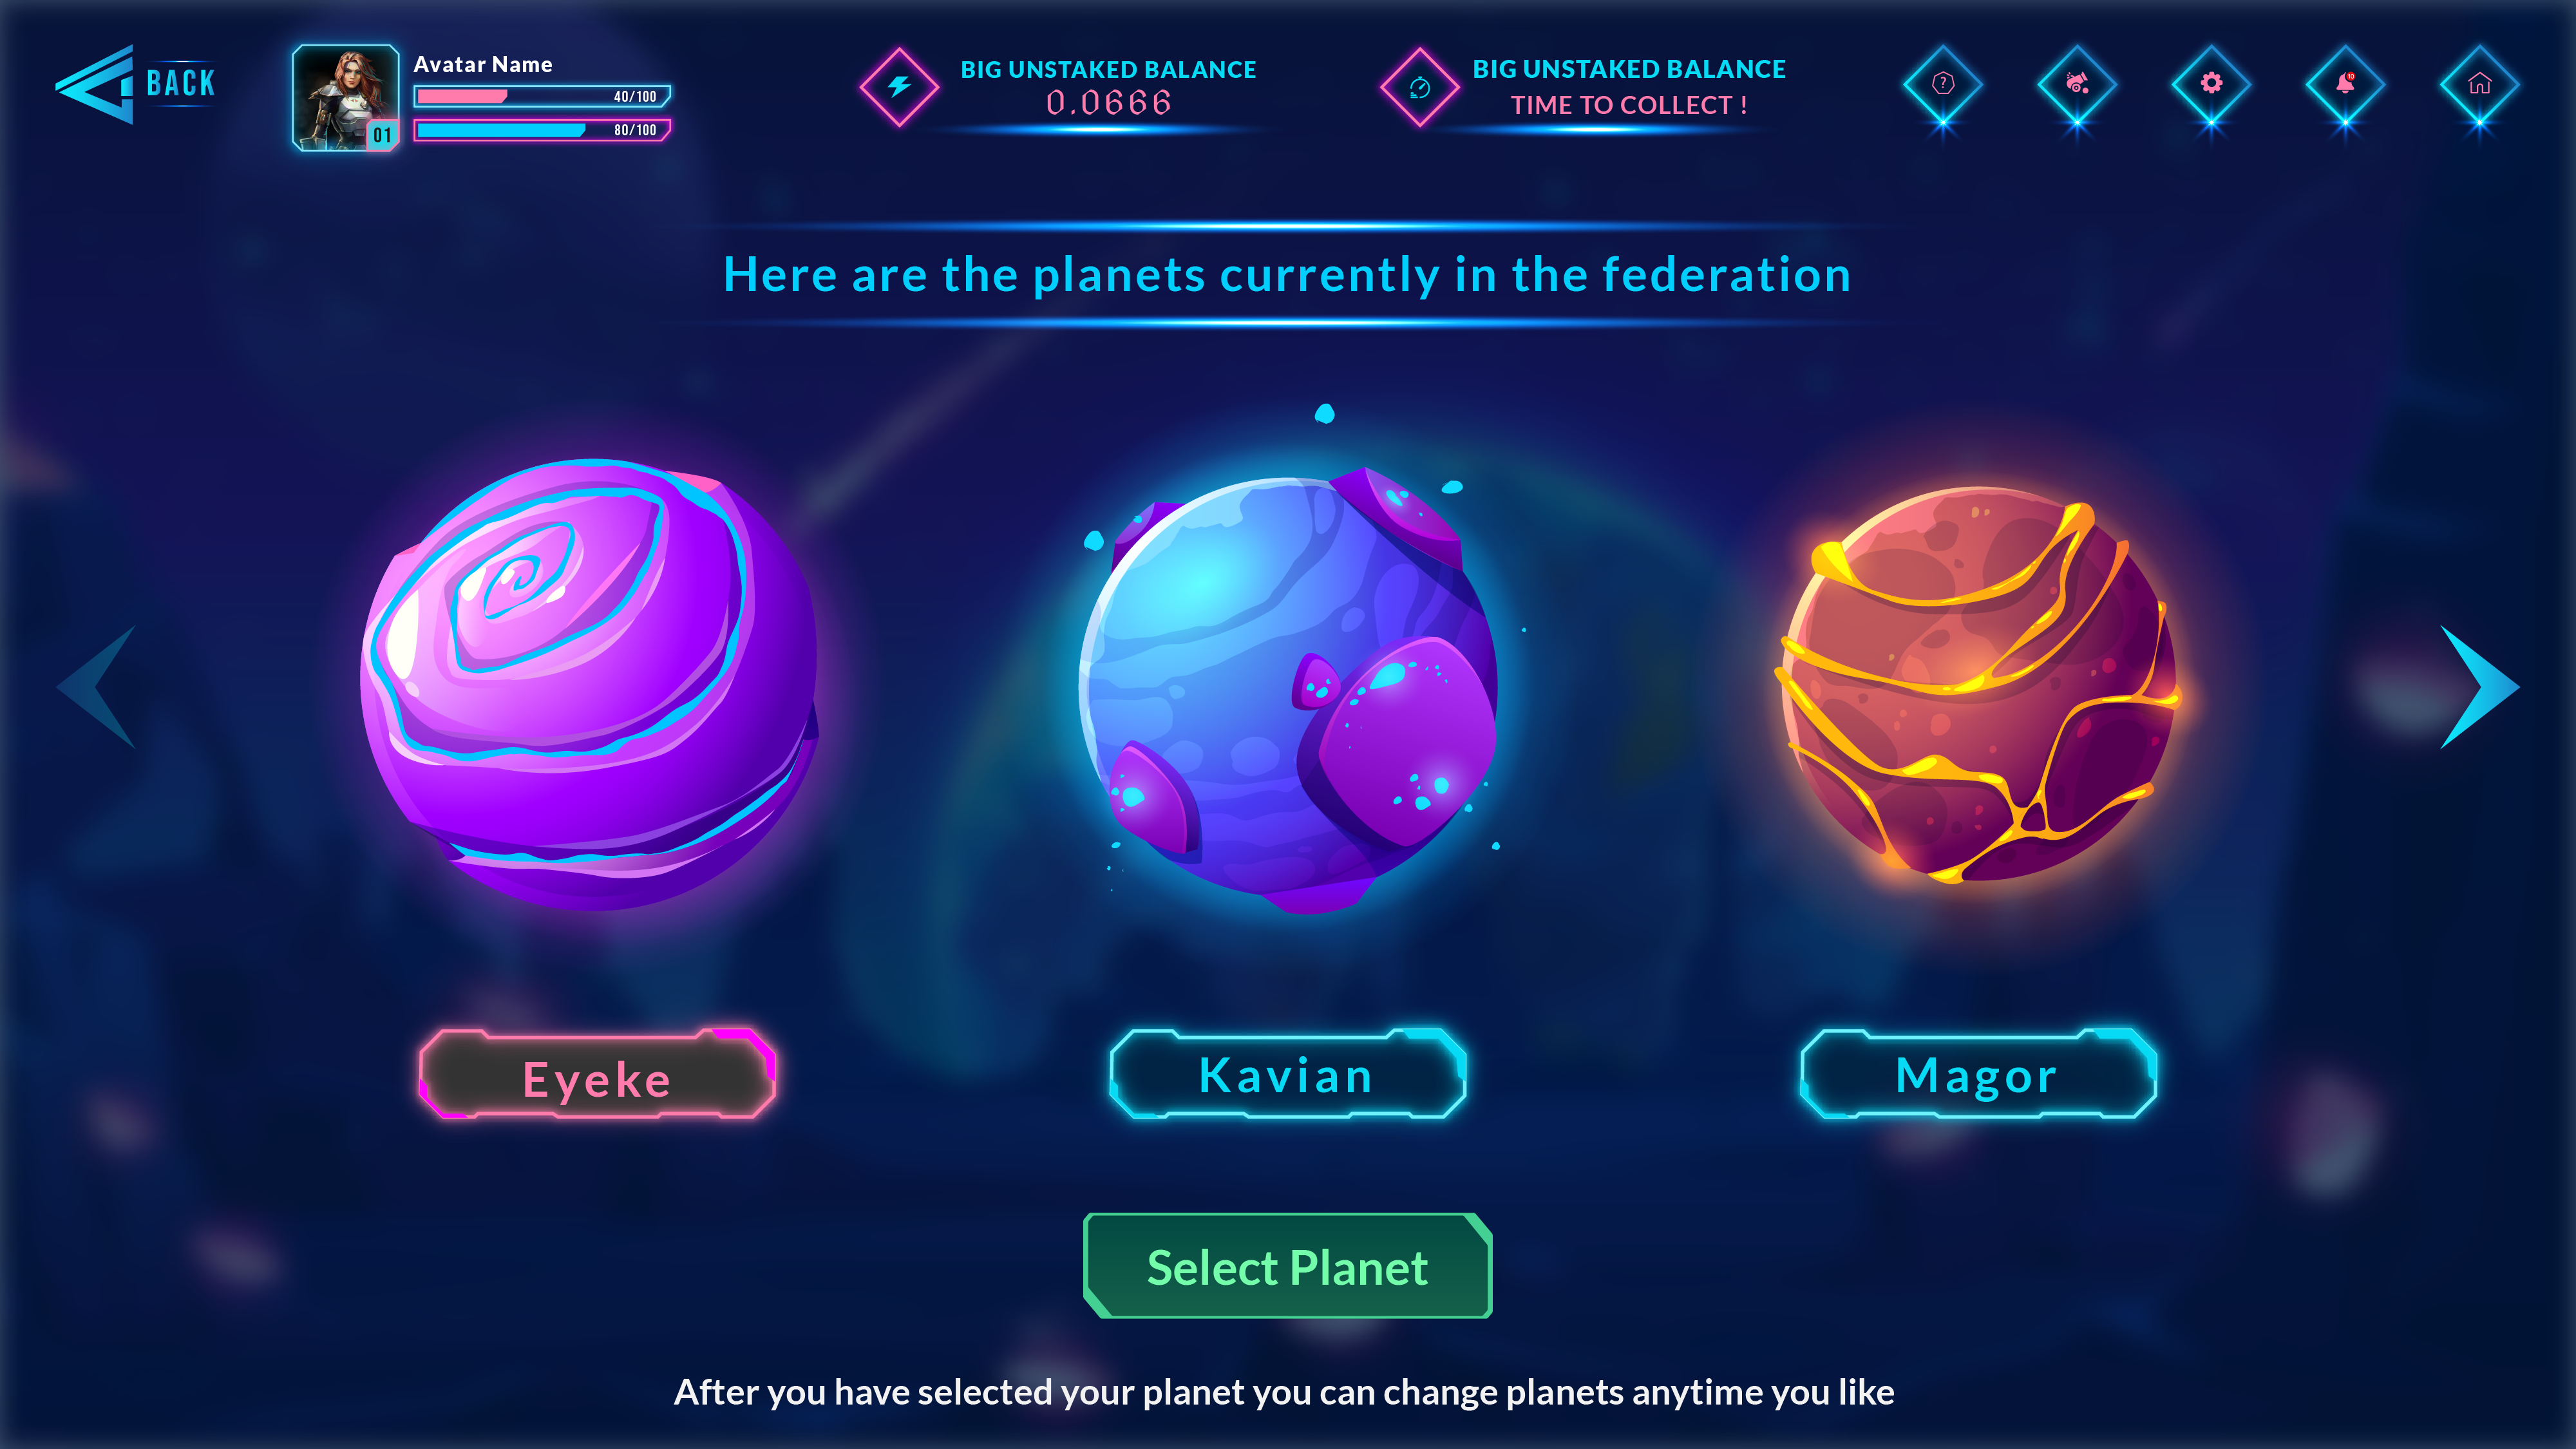 BACK
Avatar Name
40/100
80/100
01
BIG UNSTAKED BALANCE
0.0666
BIG UNSTAKED BALANCE
TIME TO COLLECT !
?
10
Here are the planets currently in the federation
Eyeke
Kavian
Magor
Select Planet
After you have selected your planet you can change planets anytime you like